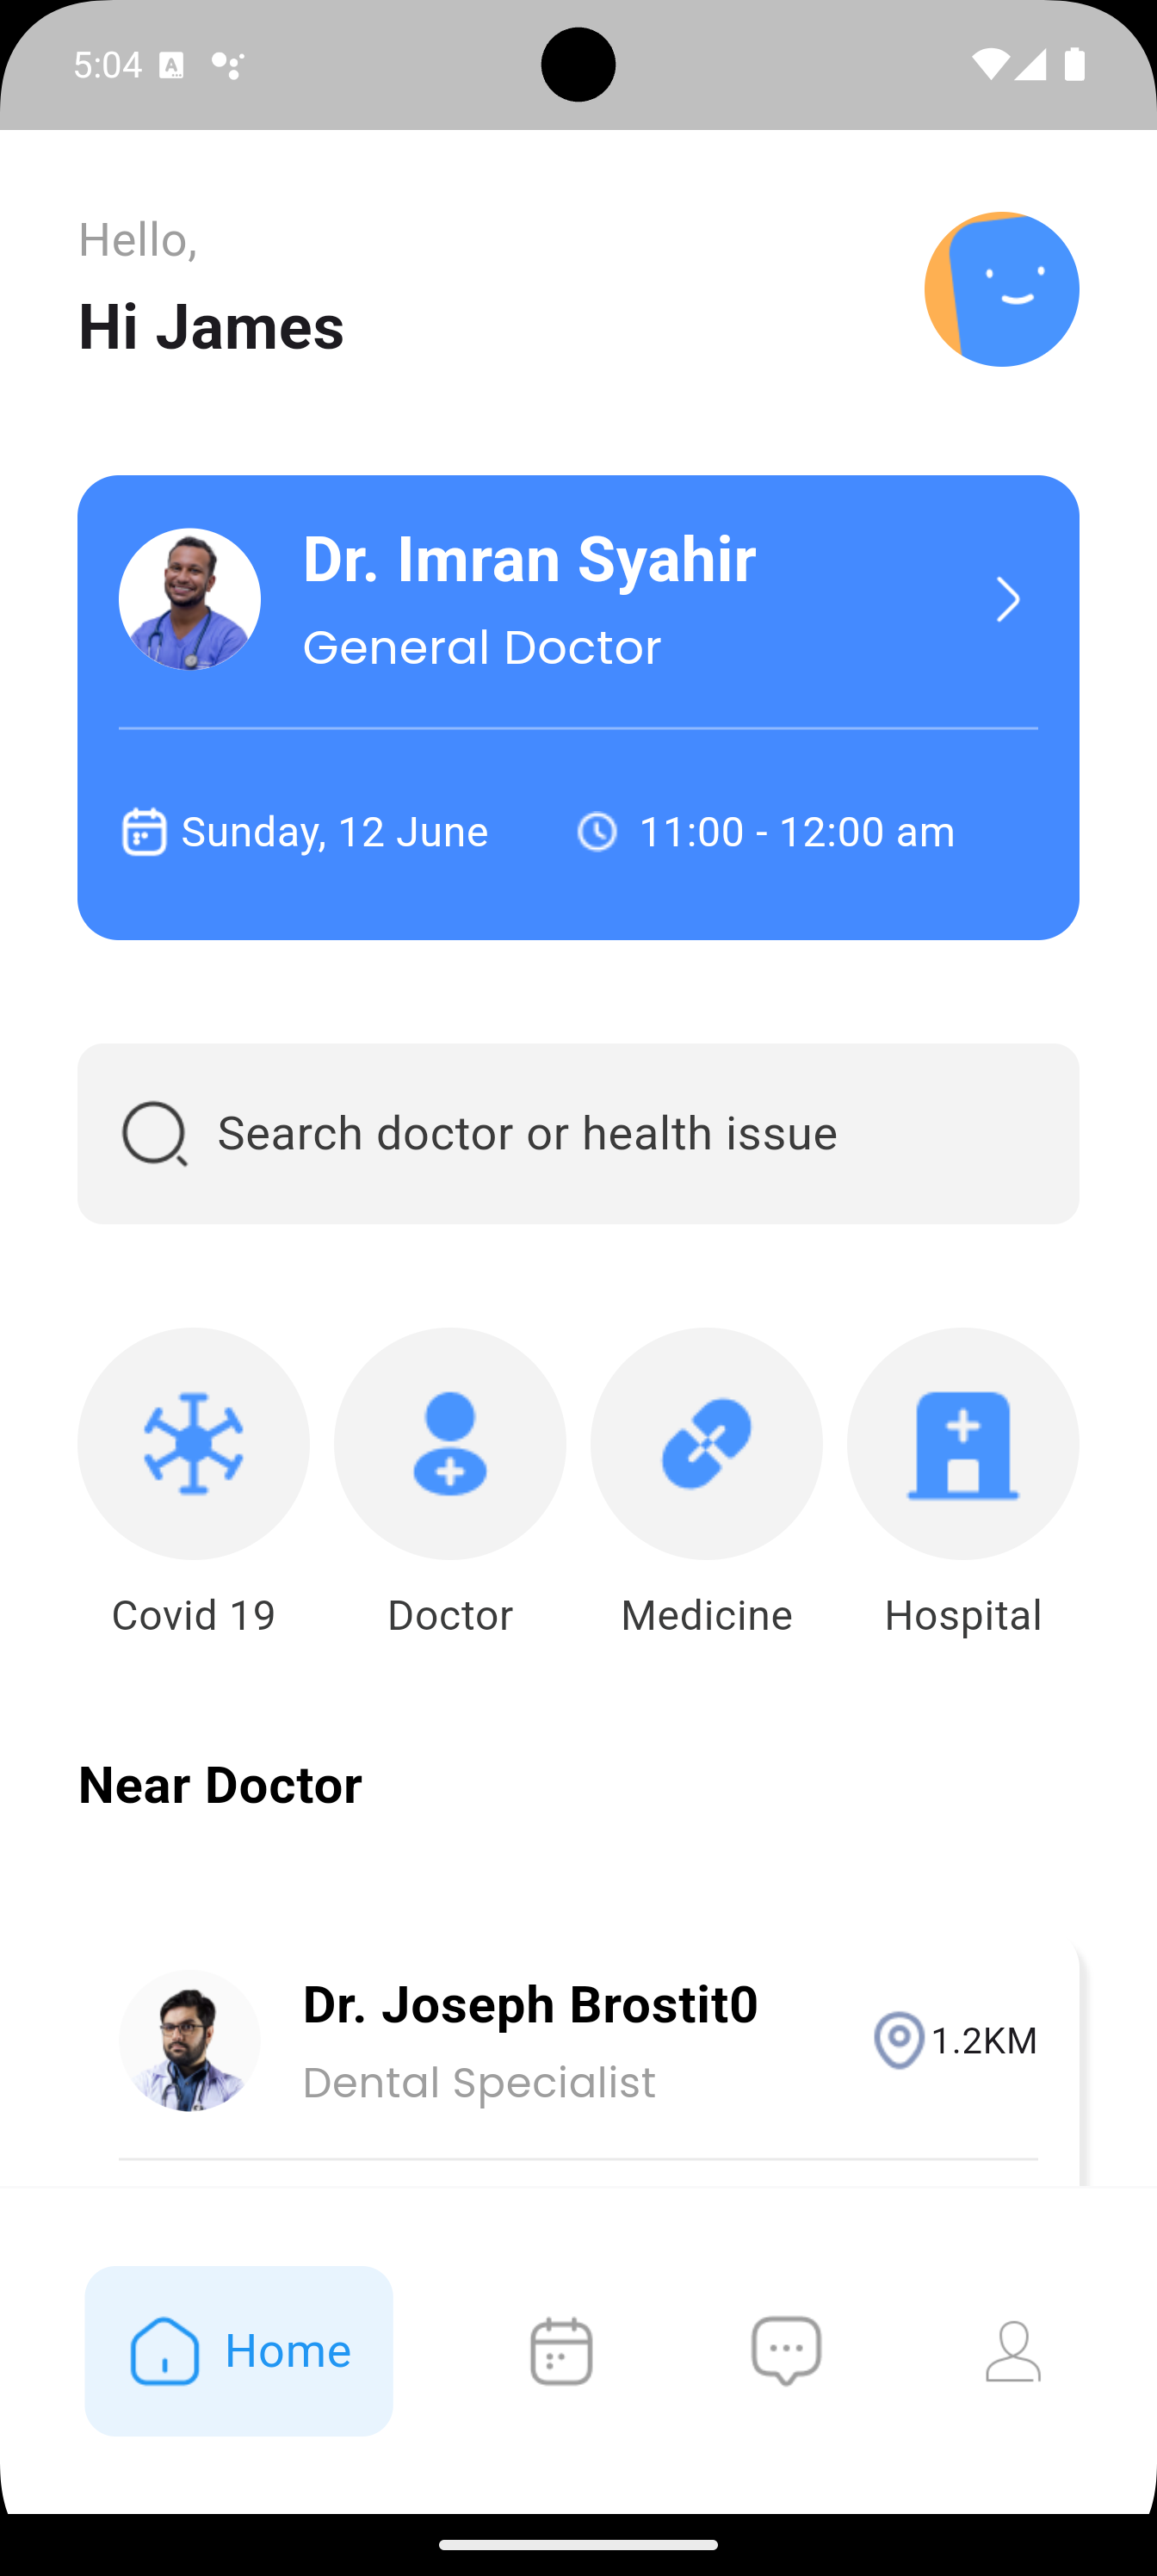 5:04
Hello,
Hi James
Dr. Imran Syahir
General Doctor
Sunday, 12 June
11:00 - 12:00 am
Search doctor or health issue
Covid 19
Doctor
Medicine
Hospital
Near Doctor
Dr. Joseph Brostit0
Dental Specialist
1.2KM
Home